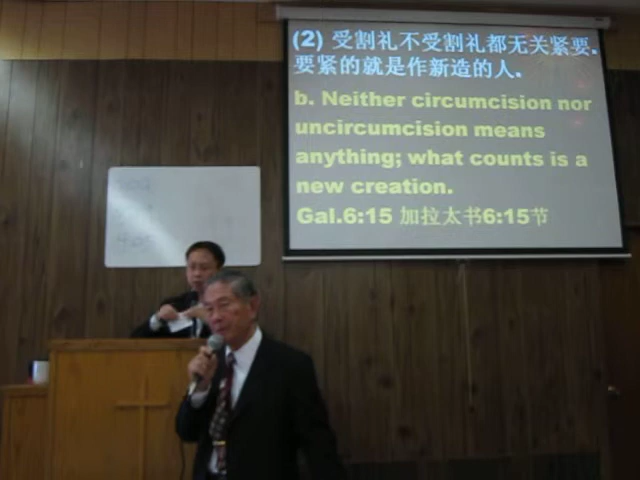 (2) 受割礼不受割礼都无关紧要.
要紧的就是作新造的人.
b. Neither circumcision nor
uncircumcision means
anything; what counts is a
new creation.
Gal.6:15 加拉太书6:15节